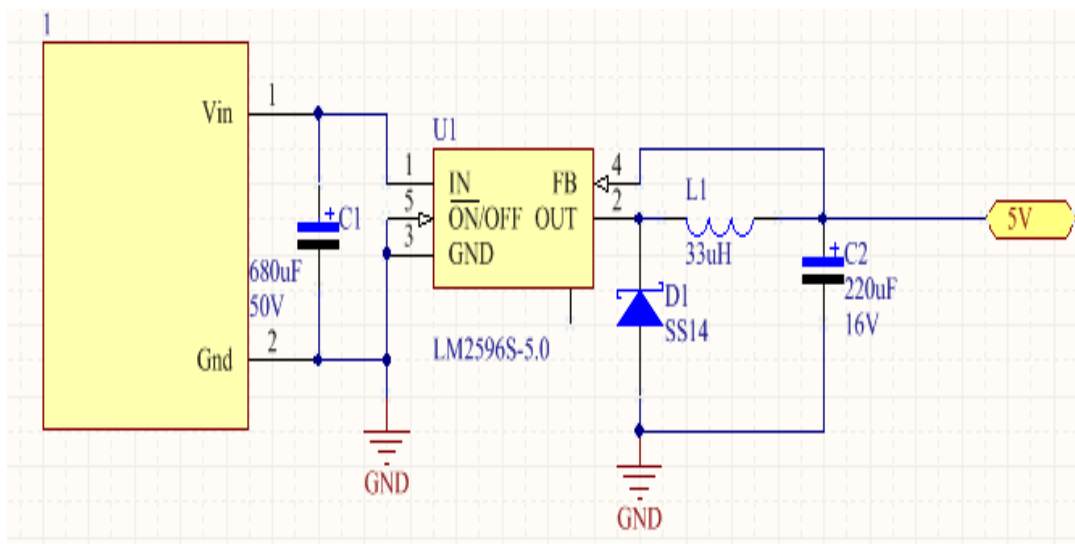 1
Vin
1
C1
680uF
50V
Gnd
2
GND
U1
1
IN
5
ON/OFF
3
GND
FB
4
OUT
2
LM2596S-5.0
L1
33uH
D1
SS14
GND
C2
220uF
16V
5V